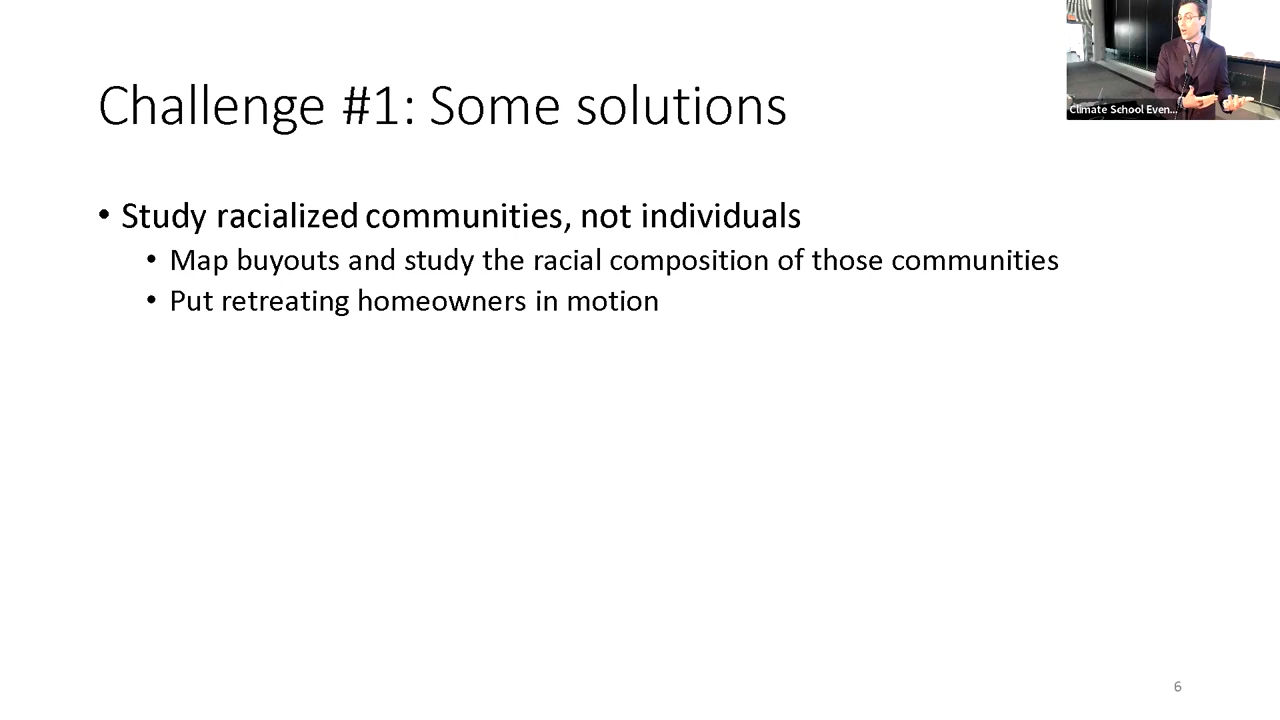 Challenge #1: Some solutions
Climate School Even...
• Study racialized communities, not individuals
• Map buyouts and study the racial composition of those communities
• Put retreating homeowners in motion
6